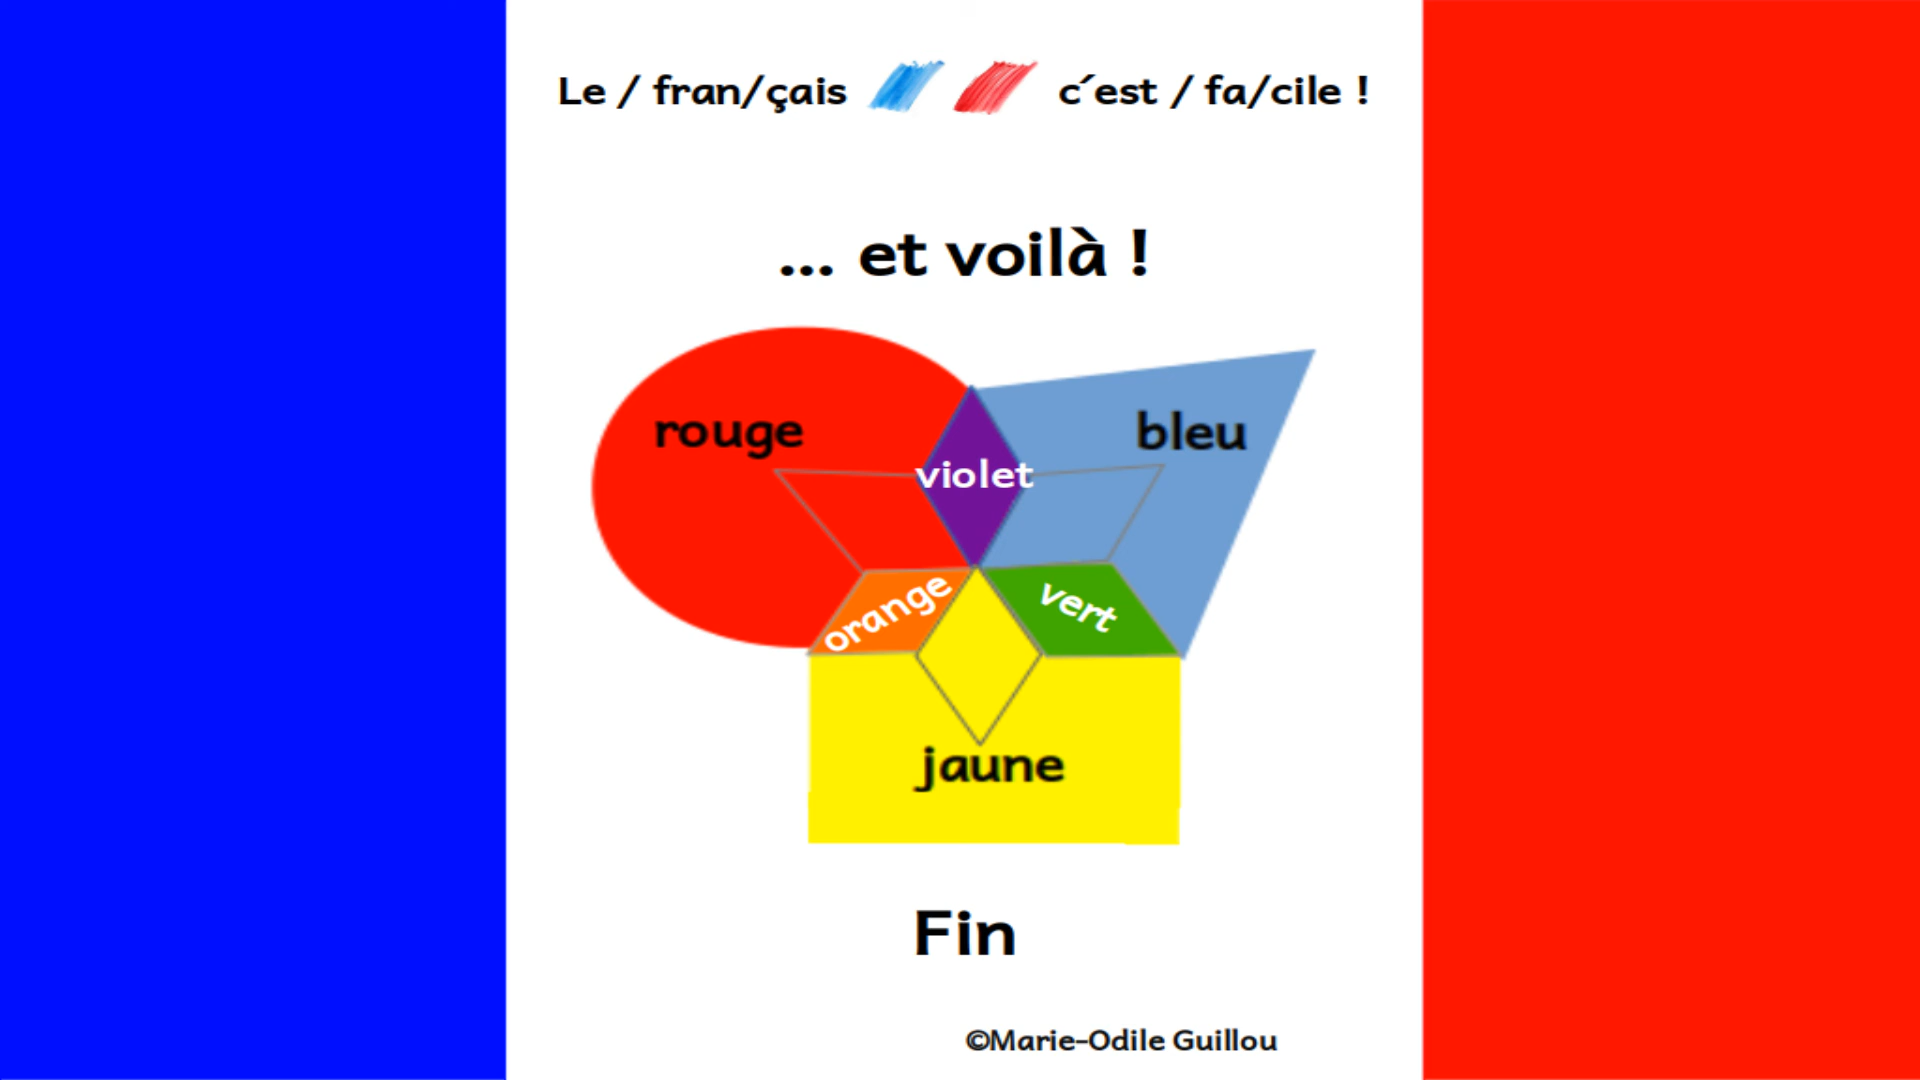 Le / fran/çais c´est / fa/cile !
... et voilà !
rouge
bleu
violet
orange
vert
jaune
Fin
©Marie-Odile Guillou